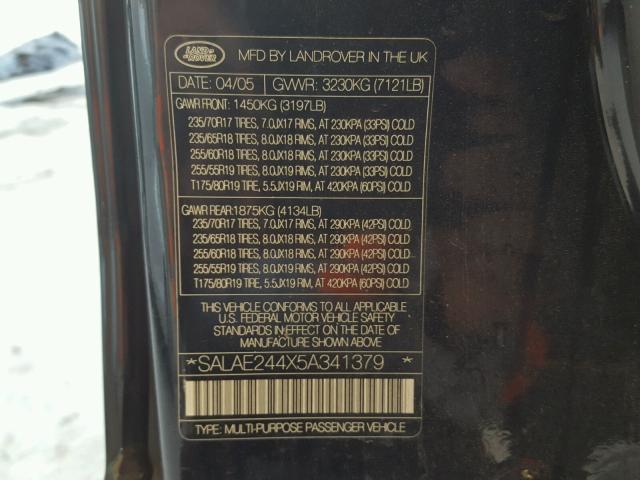 LAND
ROVER
MFD BY LANDROVER IN THE UK
DATE: 04/05 GVWR: 3230KG (7121LB)
GAWR FRONT: 1450KG (3197LB)
235/70R17 TIRES, 7.0JX17 RIMS, AT 230KPA (33PSI) COLD
235/65R18 TIRES, 8.0JX18 RIMS, AT 230KPA (33PSI) COLD
255/60R18 TIRES, 8.0JX18 RIMS, AT 230KPA (33PSI) COLD
255/55R19 TIRES, 8.0JX19 RIMS, AT 230KPA (33PSI) COLD
T175/80R19 TIRE, 5.5JX19 RIM, AT 420KPA (60PSI) COLD
GAWR REAR: 1875KG (4134LB)
235/70R17 TIRES, 7.0JX17 RIMS, AT 290KPA (42PSI) COLD
235/65R18 TIRES, 8.0JX18 RIMS, AT 290KPA (42PSI) COLD
255/60R18 TIRES, 8.0JX18 RIMS, AT 290KPA (42PSI) COLD
255/55R19 TIRES, 8.0JX19 RIMS, AT 290KPA (42PSI) COLD
T175/80R19 TIRE, 5.5JX19 RIM, AT 420KPA (60PSI) COLD
THIS VEHICLE CONFORMS TO ALL APPLICABLE
U.S. FEDERAL MOTOR VEHICLE SAFETY
STANDARDS IN EFFECT ON THE DATE OF
MANUFACTURE SHOWN ABOVE
*SALAE244X5A341379 *
TYPE: MULTI-PURPOSE PASSENGER VEHICLE